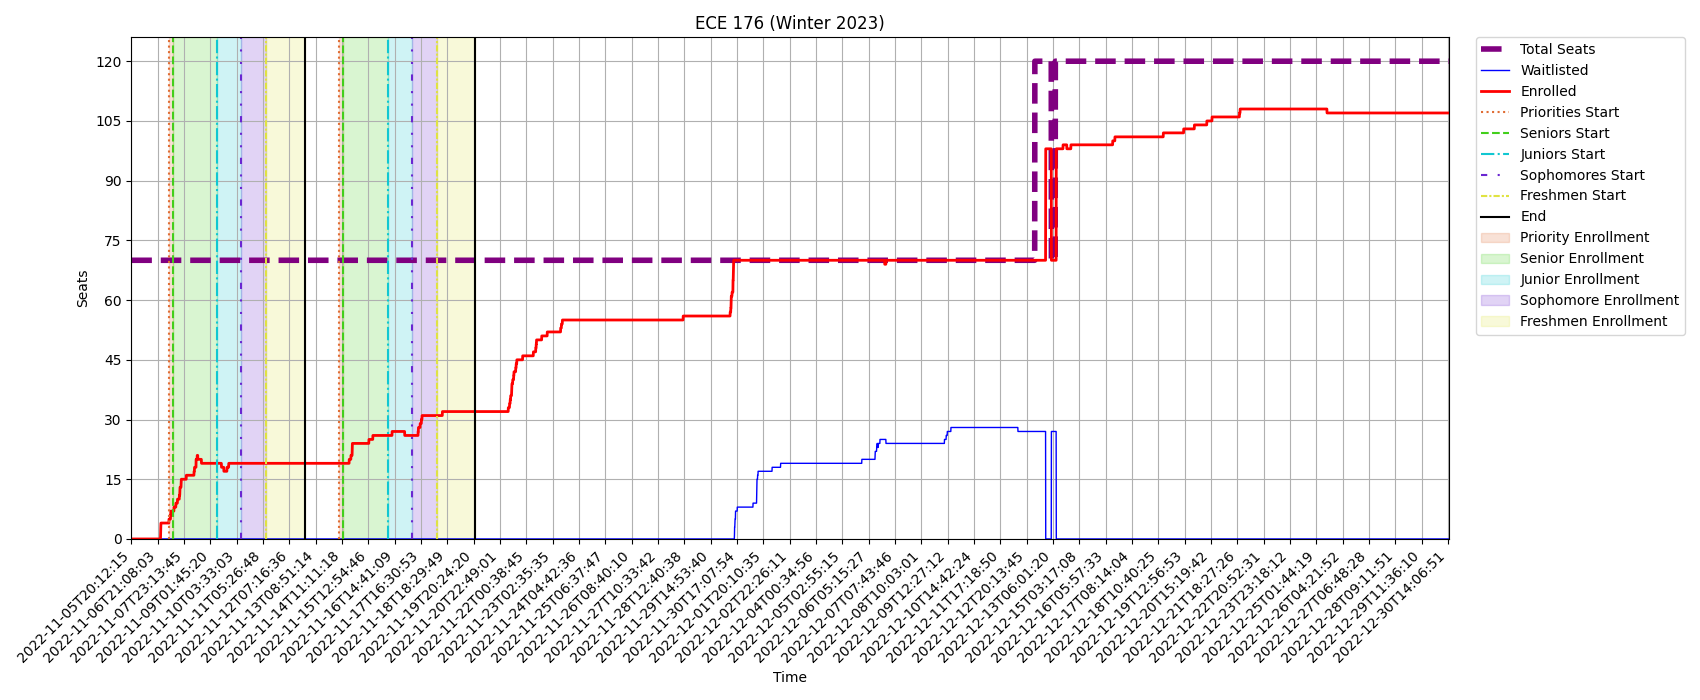 ECE 176 (Winter 2023)
Total Seats
Waitlisted
Enrolled
Priorities Start
Seniors Start
Juniors Start
Sophomores Start
Freshmen Start
End
Priority Enrollment
Senior Enrollment
Junior Enrollment
Sophomore Enrollment
Freshmen Enrollment
Seats
120
105
90
75
60
45
30
15
0
2022-11-05T20:12:15
2022-11-06T21:08:03
2022-11-07T23:13:45
2022-11-09T01:45:20
2022-11-10T03:33:03
2022-11-11T05:26:48
2022-11-12T07:16:36
2022-11-13T08:51:14
2022-11-14T11:11:18
2022-11-15T12:54:46
2022-11-16T14:41:09
2022-11-17T16:30:53
2022-11-18T18:29:49
2022-11-19T20:24:20
2022-11-20T22:49:01
2022-11-22T00:38:45
2022-11-23T02:35:35
2022-11-24T04:42:36
2022-11-25T06:37:47
2022-11-26T08:40:10
2022-11-27T10:33:42
2022-11-28T12:40:38
2022-11-29T14:53:40
2022-11-30T17:07:54
2022-12-01T20:10:35
2022-12-02T22:26:11
2022-12-04T00:34:56
2022-12-05T02:55:15
2022-12-06T05:15:27
2022-12-07T07:43:46
2022-12-08T10:03:01
2022-12-09T12:27:12
2022-12-10T14:42:24
2022-12-11T17:18:50
2022-12-12T20:13:45
2022-12-13T06:01:20
2022-12-15T03:17:08
2022-12-16T05:57:33
2022-12-17T08:14:04
2022-12-18T10:40:25
2022-12-19T12:56:53
2022-12-20T15:19:42
2022-12-21T18:27:26
2022-12-22T20:52:31
2022-12-23T23:18:12
2022-12-25T01:44:19
2022-12-26T04:21:52
2022-12-27T06:48:28
2022-12-28T09:11:51
2022-12-29T11:36:10
2022-12-30T14:06:51
Time